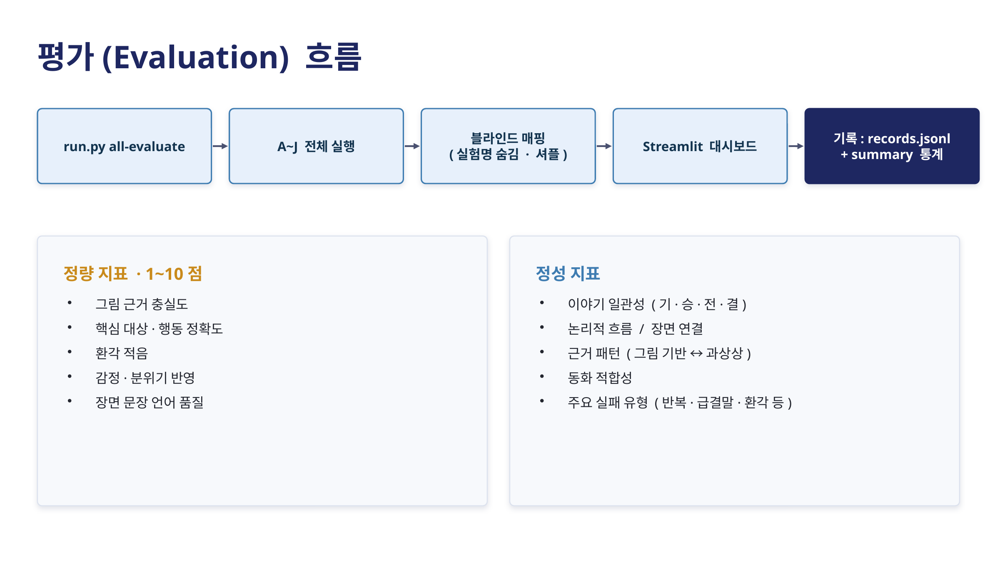 평가 (Evaluation) 흐름
run.py all-evaluate
A~J 전체 실행
블라인드 매핑
( 실험명 숨김 · 셔플 )
Streamlit 대시보드
기록 : records.jsonl
+ summary 통계
정량 지표 · 1~10 점
• 그림 근거 충실도
• 핵심 대상 · 행동 정확도
• 환각 적음
• 감정 · 분위기 반영
• 장면 문장 언어 품질
정성 지표
• 이야기 일관성 ( 기 · 승 · 전 · 결 )
• 논리적 흐름 / 장면 연결
• 근거 패턴 ( 그림 기반 ↔ 과상상 )
• 동화 적합성
• 주요 실패 유형 ( 반복 · 급결말 · 환각 등 )